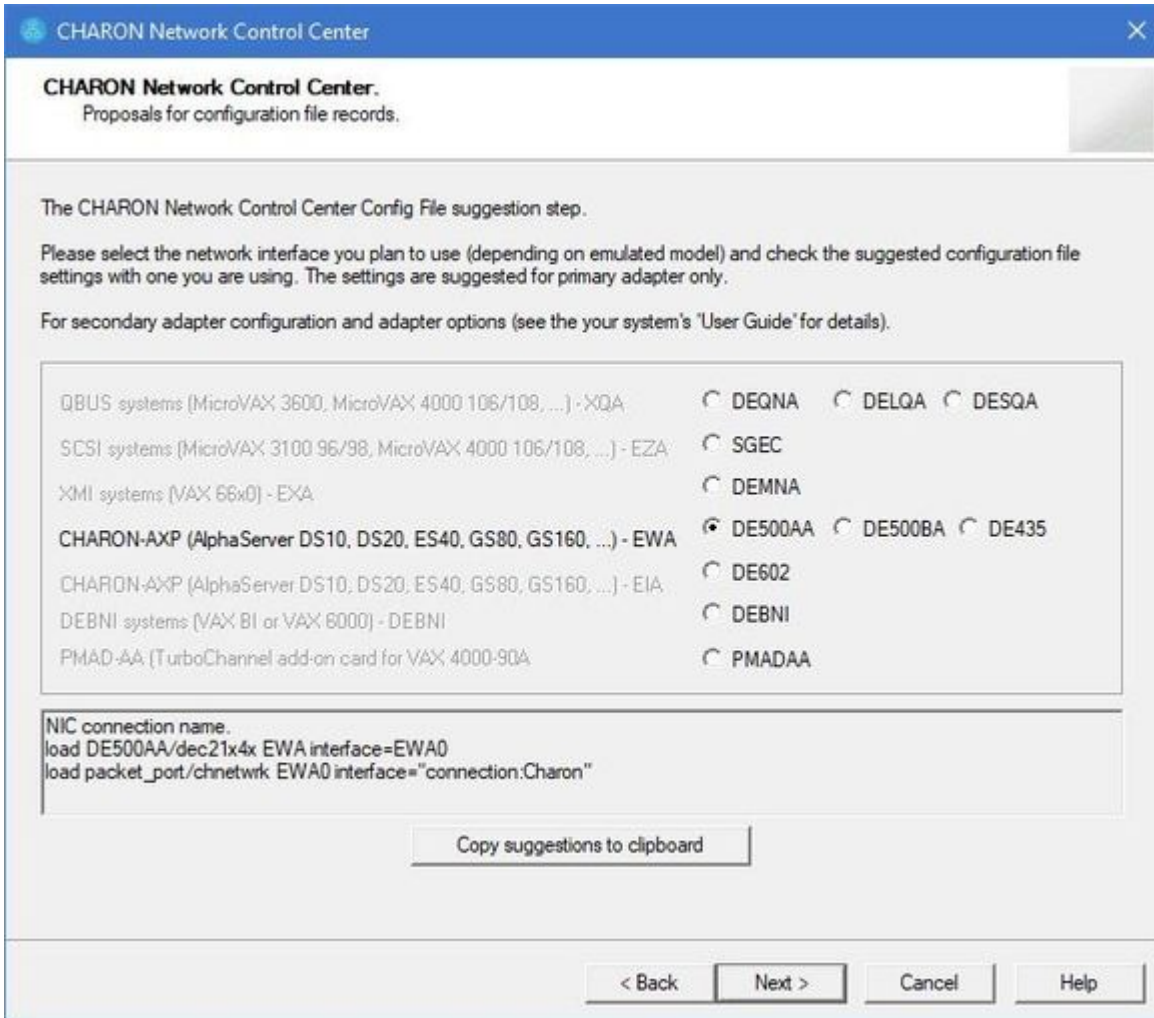 CHARON Network Control Center
CHARON Network Control Center.
Proposals for configuration file records.
The CHARON Network Control Center Config File suggestion step.
Please select the network interface you plan to use (depending on emulated model) and check the suggested configuration file
settings with one you are using. The settings are suggested for primary adapter only.
For secondary adapter configuration and adapter options (see the your system's 'User Guide' for details).
QBUS systems (MicroVAX 3600, MicroVAX 4000 106/108, ...) - XQA DEQNA DELQA DESQA
SCSI systems (MicroVAX 3100 96/98, MicroVAX 4000 106/108, ...) - EZA SGEC
XMI systems (VAX 66x0) - EXA DEMNA
CHARON-AXP (AlphaServer DS10, DS20, ES40, GS80, GS160, ...) - EWA DE500AA DE500BA DE435
CHARON-AXP (AlphaServer DS10, DS20, ES40, GS80, GS160, ...) - EIA DE602
DEBNI systems (VAX BI or VAX 6000) - DEBNI DEBNI
PMAD-AA (TurboChannel add-on card for VAX 4000-90A PMADAA
NIC connection name.
load DE500AA/dec21x4x EWA interface=EWA0
load packet_port/chnetwrk EWA0 interface="connection:Charon"
Copy suggestions to clipboard
< Back Next > Cancel Help